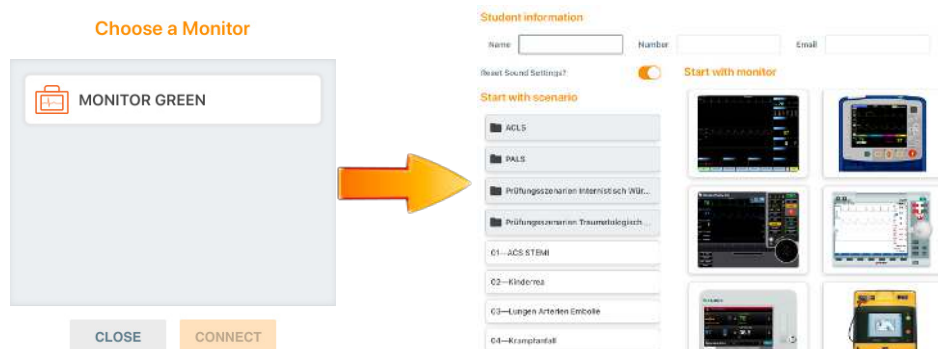 Choose a Monitor
MONITOR GREEN
CLOSE
CONNECT
Student information
Name
Number
Email
Reset Sound Settings?
Start with scenario
ACLS
PALS
Prüfungsszenarien Internistisch Wür...
Prüfungsszenarien Traumatologisch ...
01—ACS STEMI
02—Kinderrea
03—Lungen Arterien Embolie
04—Krampfanfall
Start with monitor